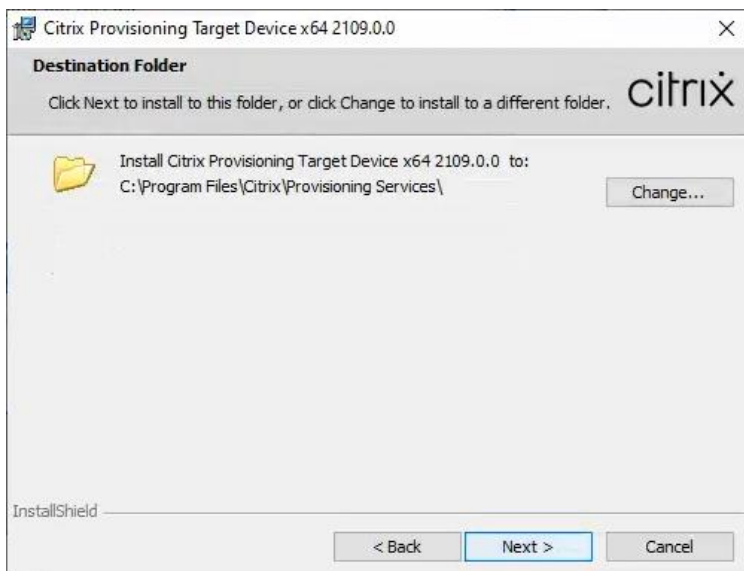 Citrix Provisioning Target Device x64 2109.0.0
Destination Folder
Click Next to install to this folder, or click Change to install to a different folder.
citrix
Install Citrix Provisioning Target Device x64 2109.0.0 to:
C:\Program Files\Citrix\Provisioning Services\
Change...
InstallShield
< Back
Next >
Cancel